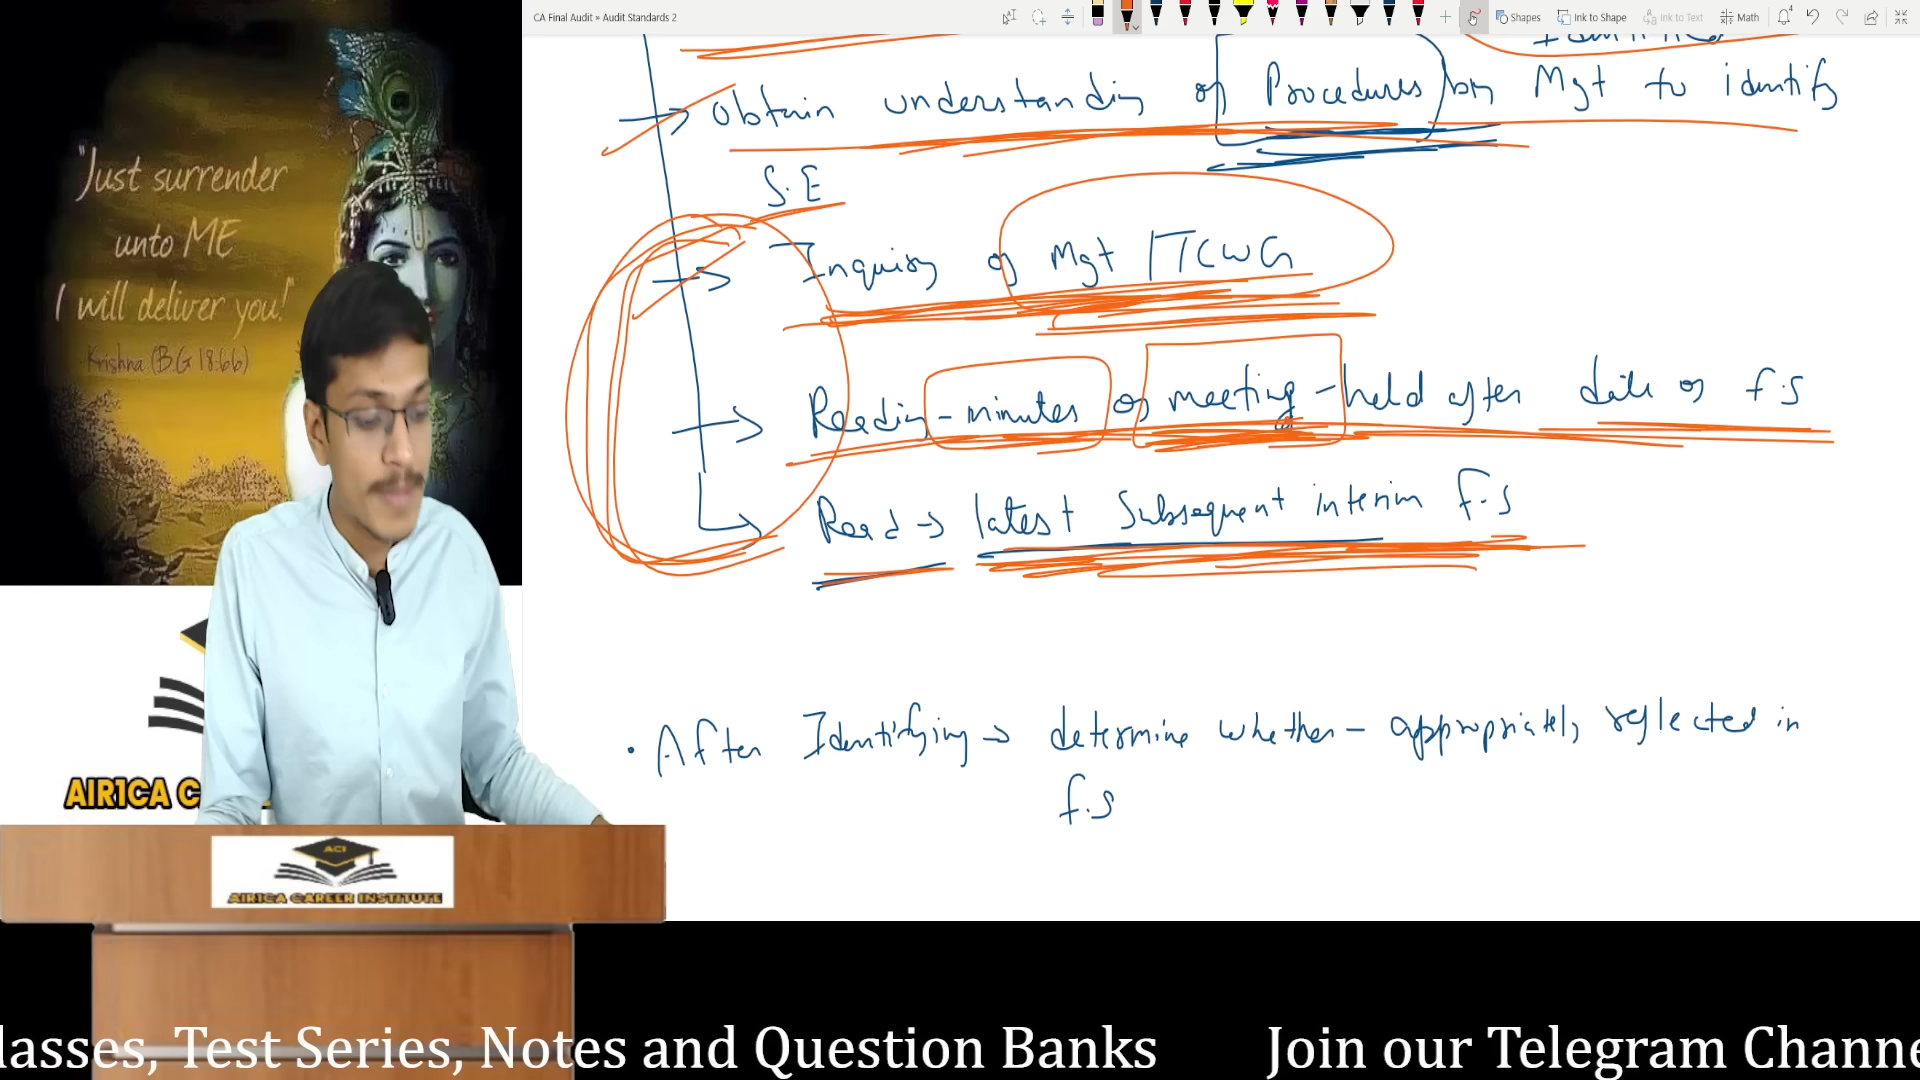 CA Final Audit » Audit Standards 2
Shapes
Ink to Shape
Ink to Text
Math
Identified
obtain understanding of Procedures by Mgt to identify
S.E
Inquiry of Mgt / TCWG
Reading - minutes of meeting - held after date of f.s
Read → latest Subsequent interim f.s
• After Identifying → determine whether - appropriately reflected in
f.s
"Just surrender
unto ME
I will deliver you!"
Krishna (B.G 18:66)
AIR1CA C
ACI
AIR1CA CAREER INSTITUTE
lasses, Test Series, Notes and Question Banks
Join our Telegram Channe